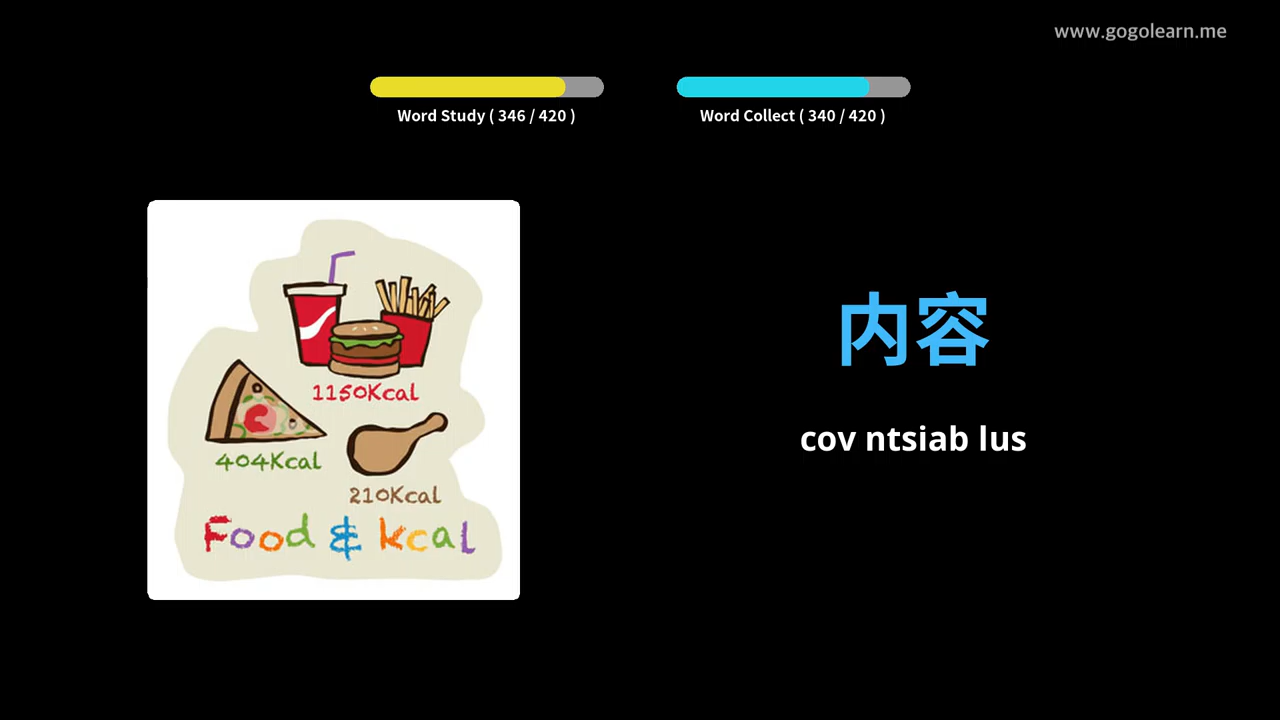 www.gogolearn.me
Word Study ( 346 / 420 )
Word Collect ( 340 / 420 )
1150Kcal
404Kcal
210Kcal
Food & kcal
内容
cov ntsiab lus